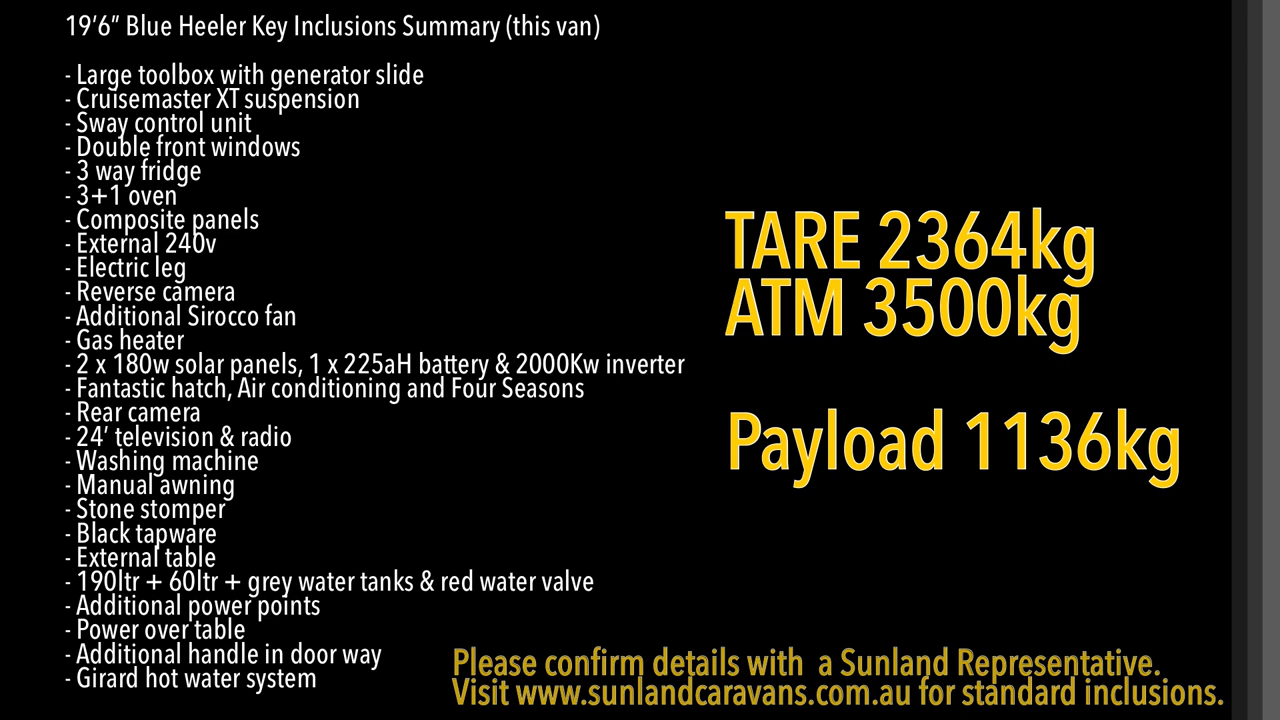 19’6” Blue Heeler Key Inclusions Summary (this van)
- Large toolbox with generator slide
- Cruisemaster XT suspension
- Sway control unit
- Double front windows
- 3 way fridge
- 3+1 oven
- Composite panels
- External 240v
- Electric leg
- Reverse camera
- Additional Sirocco fan
- Gas heater
- 2 x 180w solar panels, 1 x 225aH battery & 2000Kw inverter
- Fantastic hatch, Air conditioning and Four Seasons
- Rear camera
- 24’ television & radio
- Washing machine
- Manual awning
- Stone stomper
- Black tapware
- External table
- 190ltr + 60ltr + grey water tanks & red water valve
- Additional power points
- Power over table
- Additional handle in door way
- Girard hot water system
TARE 2364kg
ATM 3500kg
Payload 1136kg
Please confirm details with  a Sunland Representative.
Visit www.sunlandcaravans.com.au for standard inclusions.